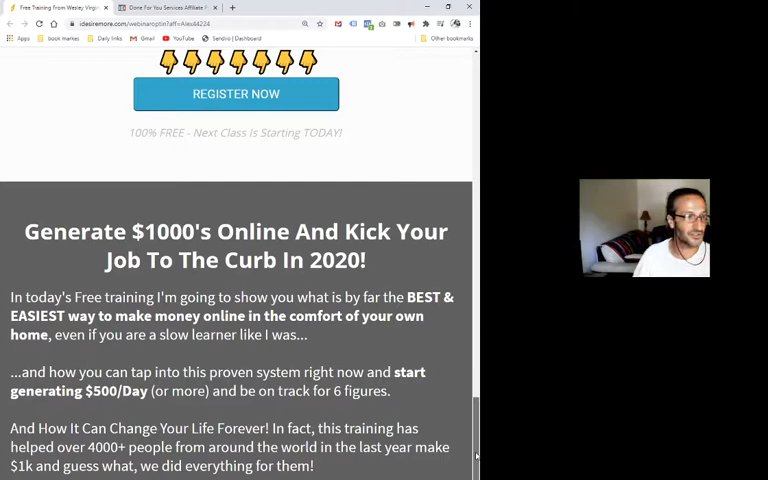 Free Training From Wesley Virgin
Done For You Services Affiliate P
idesiremore.com/webinaroptin?aff=Alex44224
Apps
book markes
Daily links
Gmail
YouTube
Sendiio | Dashboard
Other bookmarks
REGISTER NOW
100% FREE - Next Class Is Starting TODAY!
Generate $1000's Online And Kick Your
Job To The Curb In 2020!
In today's Free training I'm going to show you what is by far the BEST &
EASIEST way to make money online in the comfort of your own
home, even if you are a slow learner like I was...
...and how you can tap into this proven system right now and start
generating $500/Day (or more) and be on track for 6 figures.
And How It Can Change Your Life Forever! In fact, this training has
helped over 4000+ people from around the world in the last year make
$1k and guess what, we did everything for them!